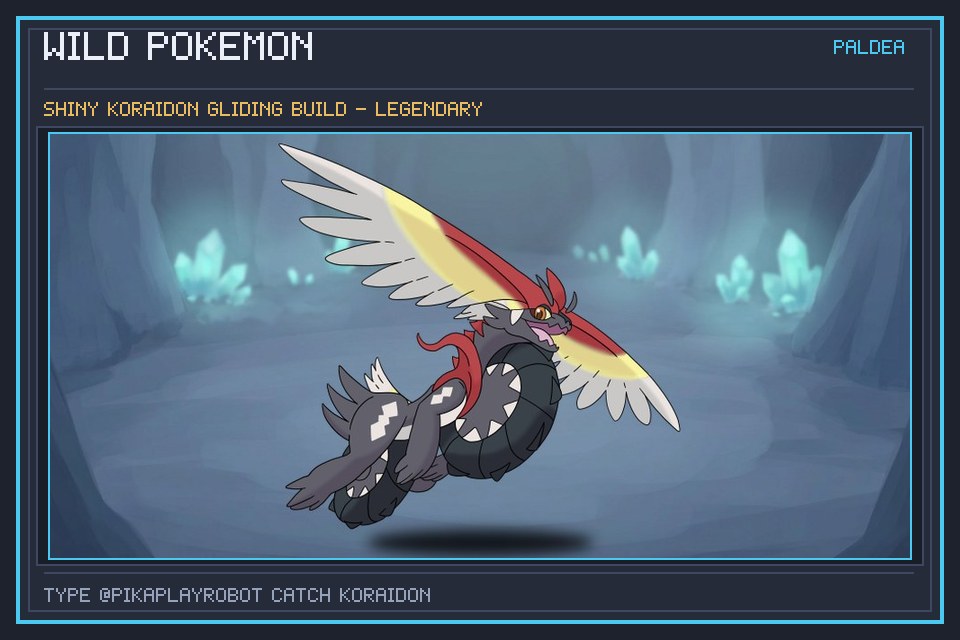 WILD POKEMON
PALDEA
SHINY KORAIDON GLIDING BUILD - LEGENDARY
TYPE @PIKAPLAYROBOT CATCH KORAIDON